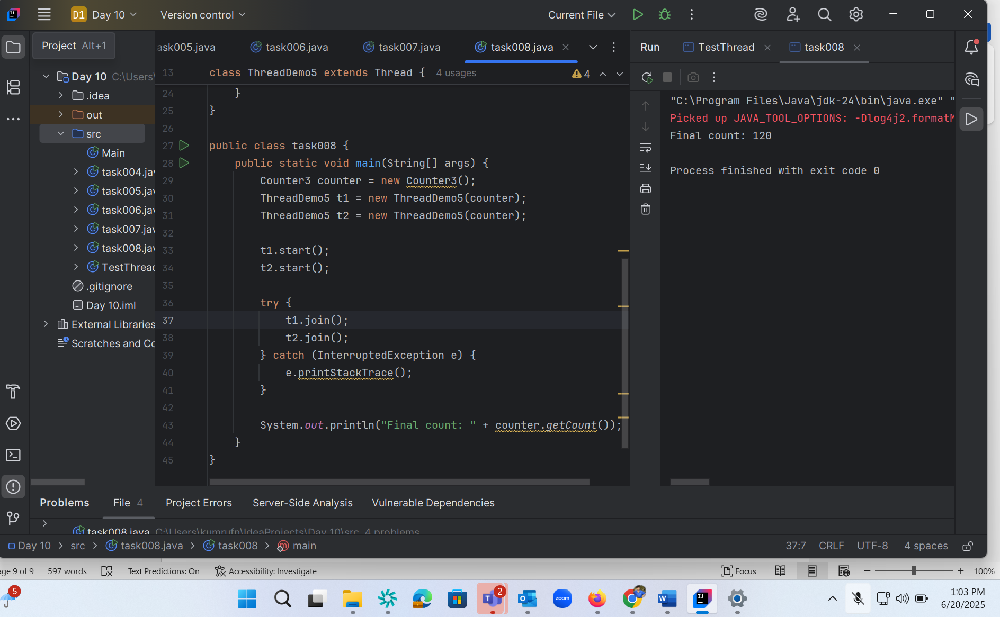 D1 Day 10 Version control Current File
Project Alt+1
ask005.java task006.java task007.java task008.java
Run TestThread task008
Day 10 C:\Users\
.idea
out
src
Main
task004.jav
task005.jav
task006.jav
task007.jav
task008.jav
TestThread
.gitignore
Day 10.iml
External Libraries
Scratches and Co
13 class ThreadDemo5 extends Thread { 4 usages 4
24 }
25 }
26
27 public class task008 {
28 public static void main(String[] args) {
29 Counter3 counter = new Counter3();
30 ThreadDemo5 t1 = new ThreadDemo5(counter);
31 ThreadDemo5 t2 = new ThreadDemo5(counter);
32
33 t1.start();
34 t2.start();
35
36 try {
37 t1.join();
38 t2.join();
39 } catch (InterruptedException e) {
40 e.printStackTrace();
41 }
42
43 System.out.println("Final count: " + counter.getCount());
44 }
45 }
"C:\Program Files\Java\jdk-24\bin\java.exe" "
Picked up JAVA_TOOL_OPTIONS: -Dlog4j2.formatM
Final count: 120
Process finished with exit code 0
Problems File 4 Project Errors Server-Side Analysis Vulnerable Dependencies
task008.java C:\Users\kumrufn\IdeaProjects\Day 10\src 4 problems
Day 10 > src > task008.java > task008 > main 37:7 CRLF UTF-8 4 spaces
age 9 of 9 597 words Text Predictions: On Accessibility: Investigate Focus 100%
5
2
zoom
1:03 PM
6/20/2025